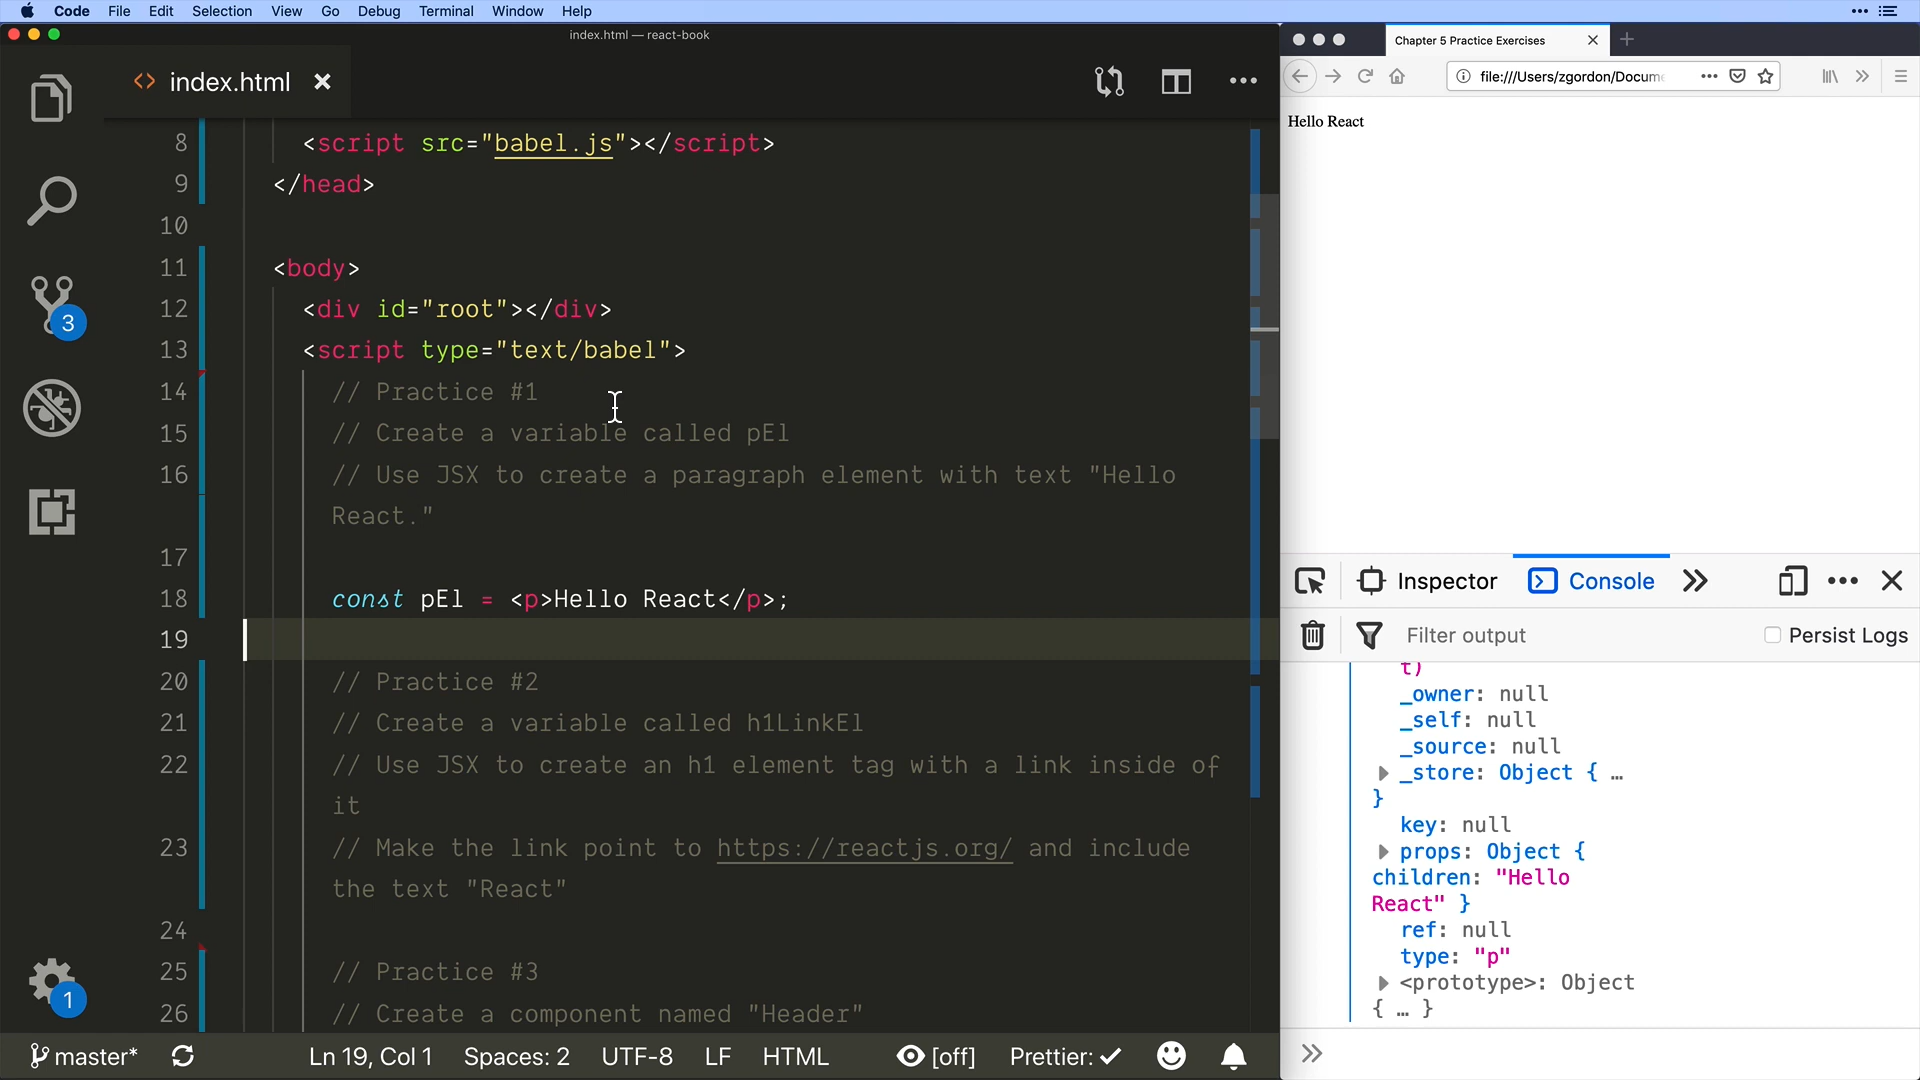 Code File Edit Selection View Go Debug Terminal Window Help
index.html — react-book
index.html
8 <script src="babel.js"></script>
9 </head>
10
11 <body>
12 <div id="root"></div>
13 <script type="text/babel">
14 // Practice #1
15 // Create a variable called pEl
16 // Use JSX to create a paragraph element with text "Hello
React."
17
18 const pEl = <p>Hello React</p>;
19
20 // Practice #2
21 // Create a variable called h1LinkEl
22 // Use JSX to create an h1 element tag with a link inside of
it
23 // Make the link point to https://reactjs.org/ and include
the text "React"
24
25 // Practice #3
26 // Create a component named "Header"
3
1
master* Ln 19, Col 1 Spaces: 2 UTF-8 LF HTML [off] Prettier: ✓
Chapter 5 Practice Exercises
file:///Users/zgordon/Docum
Hello React
Inspector Console
Filter output Persist Logs
t)
_owner: null
_self: null
_source: null
_store: Object { …
}
key: null
props: Object {
children: "Hello
React" }
ref: null
type: "p"
<prototype>: Object
{ … }